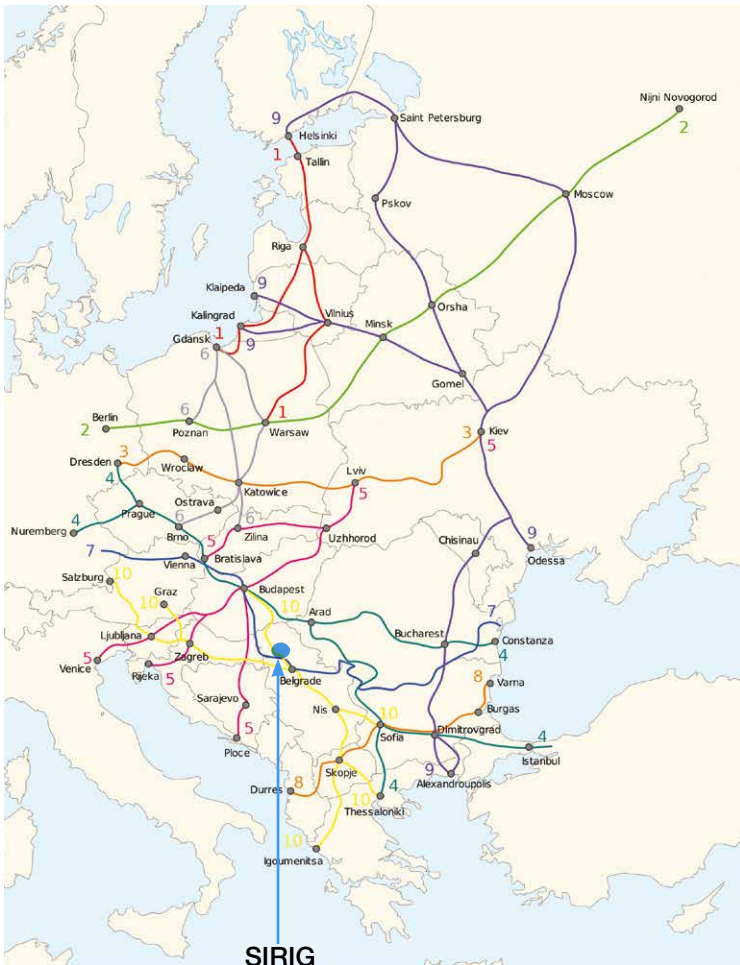 Nijni Novogorod
2
9
Saint Petersburg
Helsinki
1
Tallin
Moscow
Pskov
Riga
Klaipeda
9
Kalingrad
Vilnius
Orsha
Minsk
1
Gdansk
6
9
Gomel
Berlin
2
6
Poznan
1
Warsaw
3
Kiev
5
Dresden
3
4
Wroclaw
Lviv
5
Katowice
Ostrava
Prague
4
Nuremberg
6
Brno
6
Zilina
Uzhhorod
Chisinau
9
Odessa
7
Vienna
5
Bratislava
Salzburg
10
Graz
10
Budapest
10
Arad
7
Bucharest
Constanza
4
Ljubljana
Zagreb
5
Venice
Rijeka
5
Belgrade
8
Varna
Sarajevo
Nis
10
Burgas
5
Ploce
Sofia
Dimitrovgrad
4
Istanbul
Skopje
9
Alexandroupolis
Durres
8
10
4
Thessaloniki
10
Igoumenitsa
SIRIG